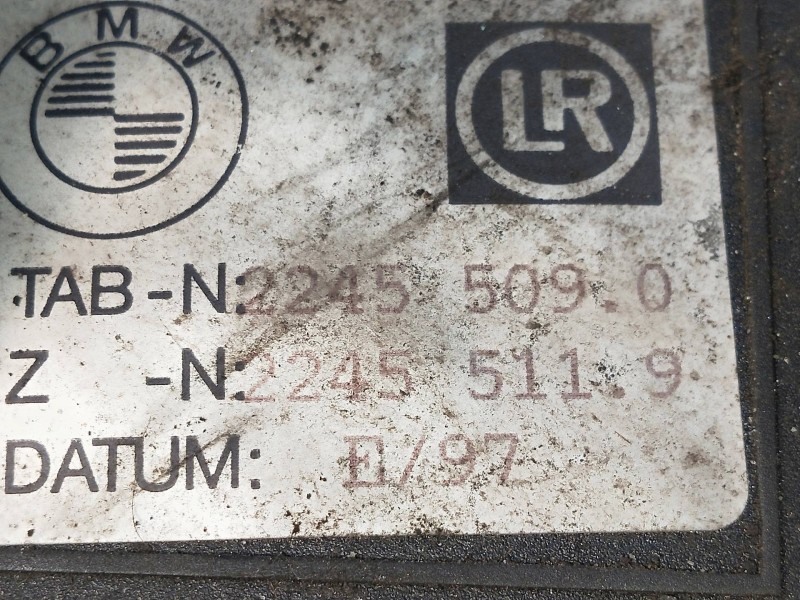 BMW
LR
TAB-N: 2245 509.0
Z -N: 2245 511.9
DATUM: E/97